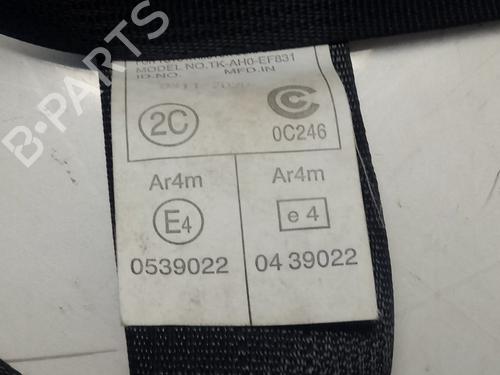 MODEL NO.TK-AH0-EF831
ID.NO. MFD.IN
2C
0C246
Ar4m Ar4m
E4 e 4
0539022 04 39022
B-PARTS